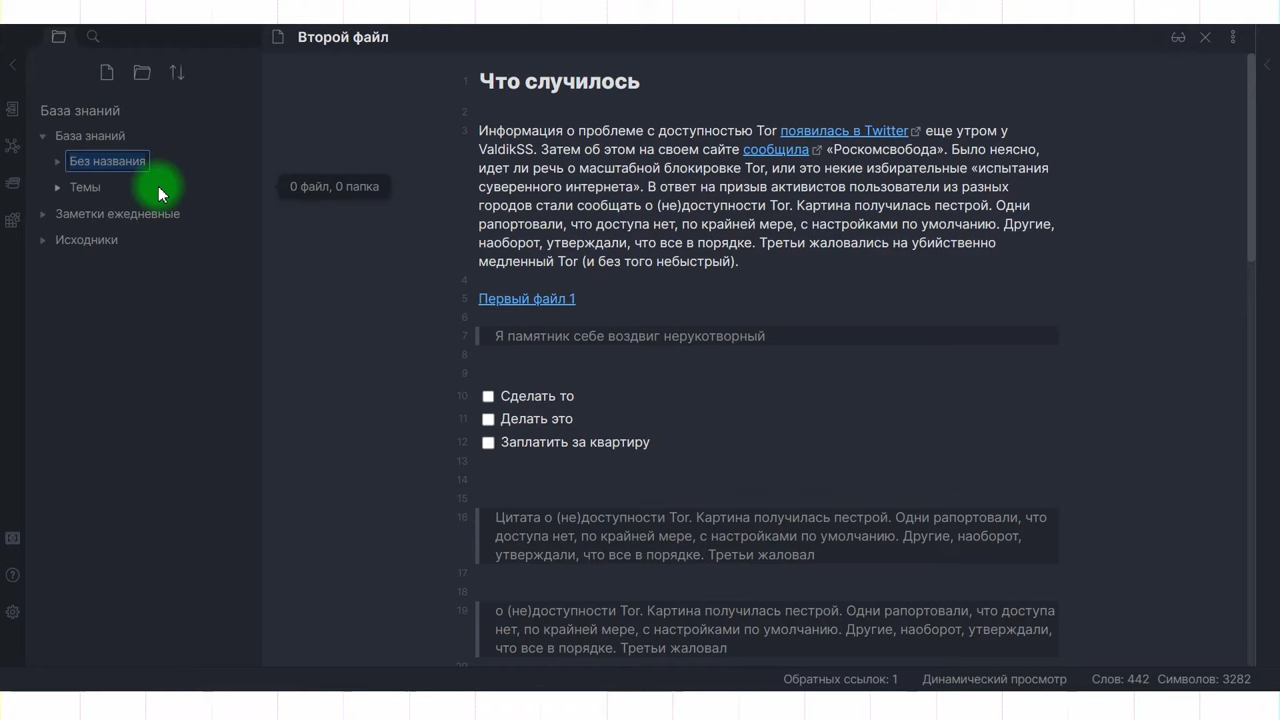 Второй файл
База знаний
База знаний
Без названия
Темы
Заметки ежедневные
Исходники
0 файл, 0 папка
1 Что случилось
2
3 Информация о проблеме с доступностью Tor появилась в Twitter еще утром у
ValdikSS. Затем об этом на своем сайте сообщила «Роскомсвобода». Было неясно,
идет ли речь о масштабной блокировке Tor, или это некие избирательные «испытания
суверенного интернета». В ответ на призыв активистов пользователи из разных
городов стали сообщать о (не)доступности Tor. Картина получилась пестрой. Одни
рапортовали, что доступа нет, по крайней мере, с настройками по умолчанию. Другие,
наоборот, утверждали, что все в порядке. Третьи жаловались на убийственно
медленный Tor (и без того небыстрый).
4
5 Первый файл 1
6
7 Я памятник себе воздвиг нерукотворный
8
9
10 Сделать то
11 Делать это
12 Заплатить за квартиру
13
14
15
16 Цитата о (не)доступности Tor. Картина получилась пестрой. Одни рапортовали, что
доступа нет, по крайней мере, с настройками по умолчанию. Другие, наоборот,
утверждали, что все в порядке. Третьи жаловал
17
18
19 о (не)доступности Tor. Картина получилась пестрой. Одни рапортовали, что доступа
нет, по крайней мере, с настройками по умолчанию. Другие, наоборот, утверждали,
что все в порядке. Третьи жаловал
Обратных ссылок: 1 Динамический просмотр Слов: 442 Символов: 3282